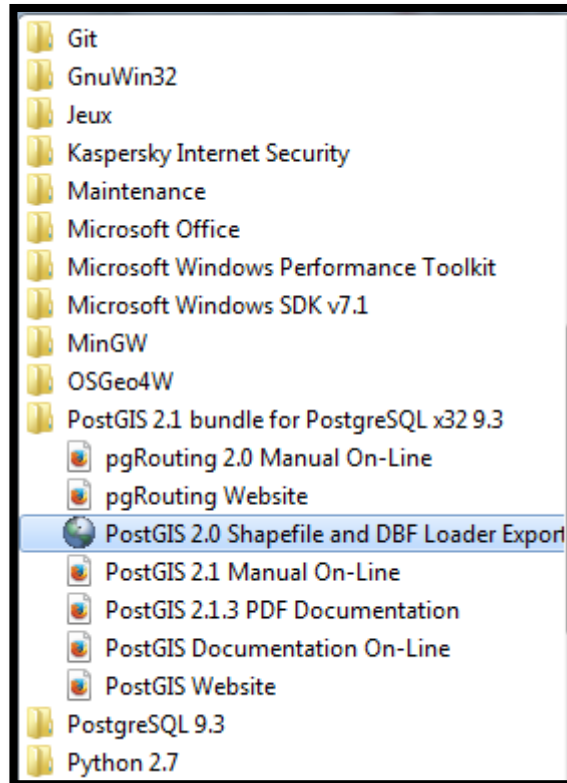 Git
GnuWin32
Jeux
Kaspersky Internet Security
Maintenance
Microsoft Office
Microsoft Windows Performance Toolkit
Microsoft Windows SDK v7.1
MinGW
OSGeo4W
PostGIS 2.1 bundle for PostgreSQL x32 9.3
pgRouting 2.0 Manual On-Line
pgRouting Website
PostGIS 2.0 Shapefile and DBF Loader Export
PostGIS 2.1 Manual On-Line
PostGIS 2.1.3 PDF Documentation
PostGIS Documentation On-Line
PostGIS Website
PostgreSQL 9.3
Python 2.7